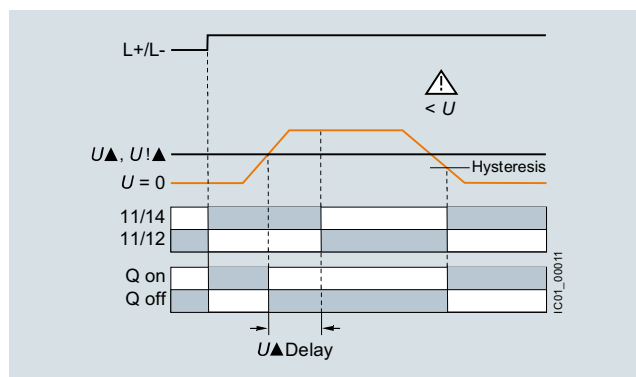 L+/L-
< U
U▲, U!▲
Hysteresis
U = 0
11/14
11/12
Q on
Q off
IC01_00011
U▲Delay